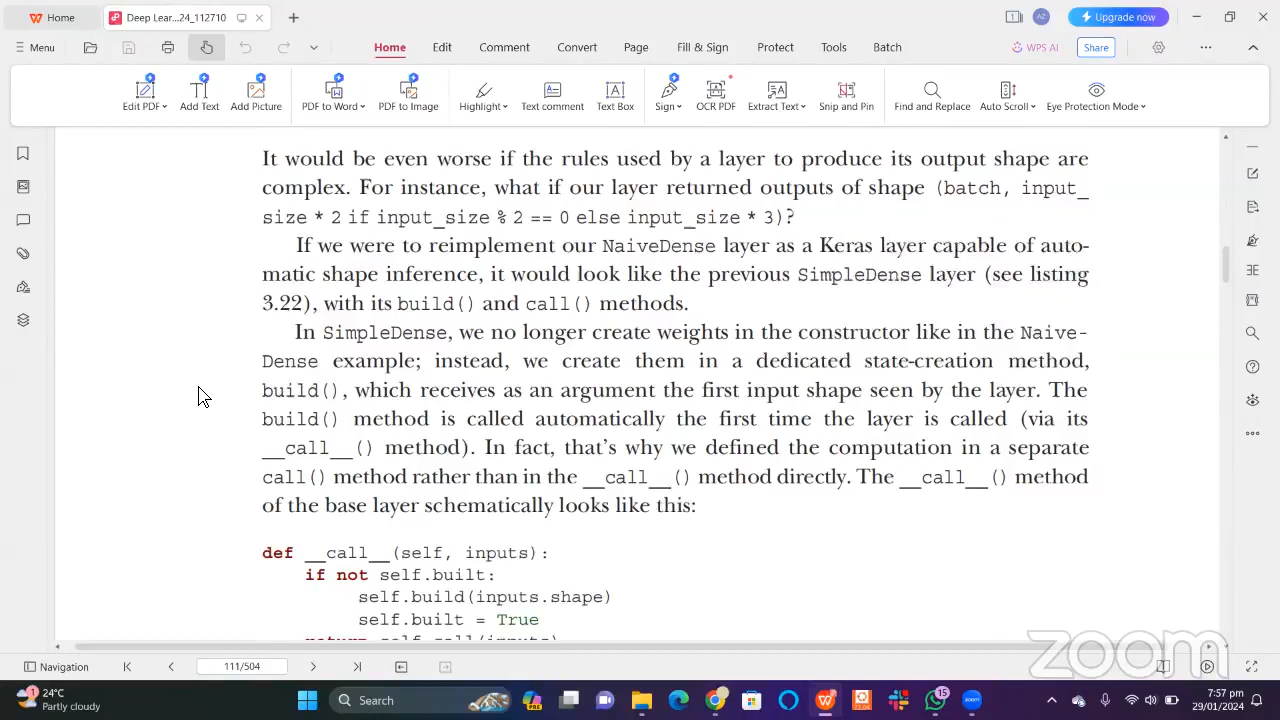 Home
Deep Lear...24_112710
AZ
Upgrade now
Menu
Home Edit Comment Convert Page Fill & Sign Protect Tools Batch
WPS AI
Share
Edit PDF Add Text Add Picture PDF to Word PDF to Image Highlight Text comment Text Box Sign OCR PDF Extract Text Snip and Pin Find and Replace Auto Scroll Eye Protection Mode
It would be even worse if the rules used by a layer to produce its output shape are
complex. For instance, what if our layer returned outputs of shape (batch, input_
size * 2 if input_size % 2 == 0 else input_size * 3)?
If we were to reimplement our NaiveDense layer as a Keras layer capable of auto-
matic shape inference, it would look like the previous SimpleDense layer (see listing
3.22), with its build() and call() methods.
In SimpleDense, we no longer create weights in the constructor like in the Naive-
Dense example; instead, we create them in a dedicated state-creation method,
build(), which receives as an argument the first input shape seen by the layer. The
build() method is called automatically the first time the layer is called (via its
__call__() method). In fact, that's why we defined the computation in a separate
call() method rather than in the __call__() method directly. The __call__() method
of the base layer schematically looks like this:
def __call__(self, inputs):
if not self.built:
self.build(inputs.shape)
self.built = True
return self.call(inputs)
zoom
Navigation
111/504
1
24°C
Partly cloudy
Search
PRE
15
zoom
7:57 pm
29/01/2024